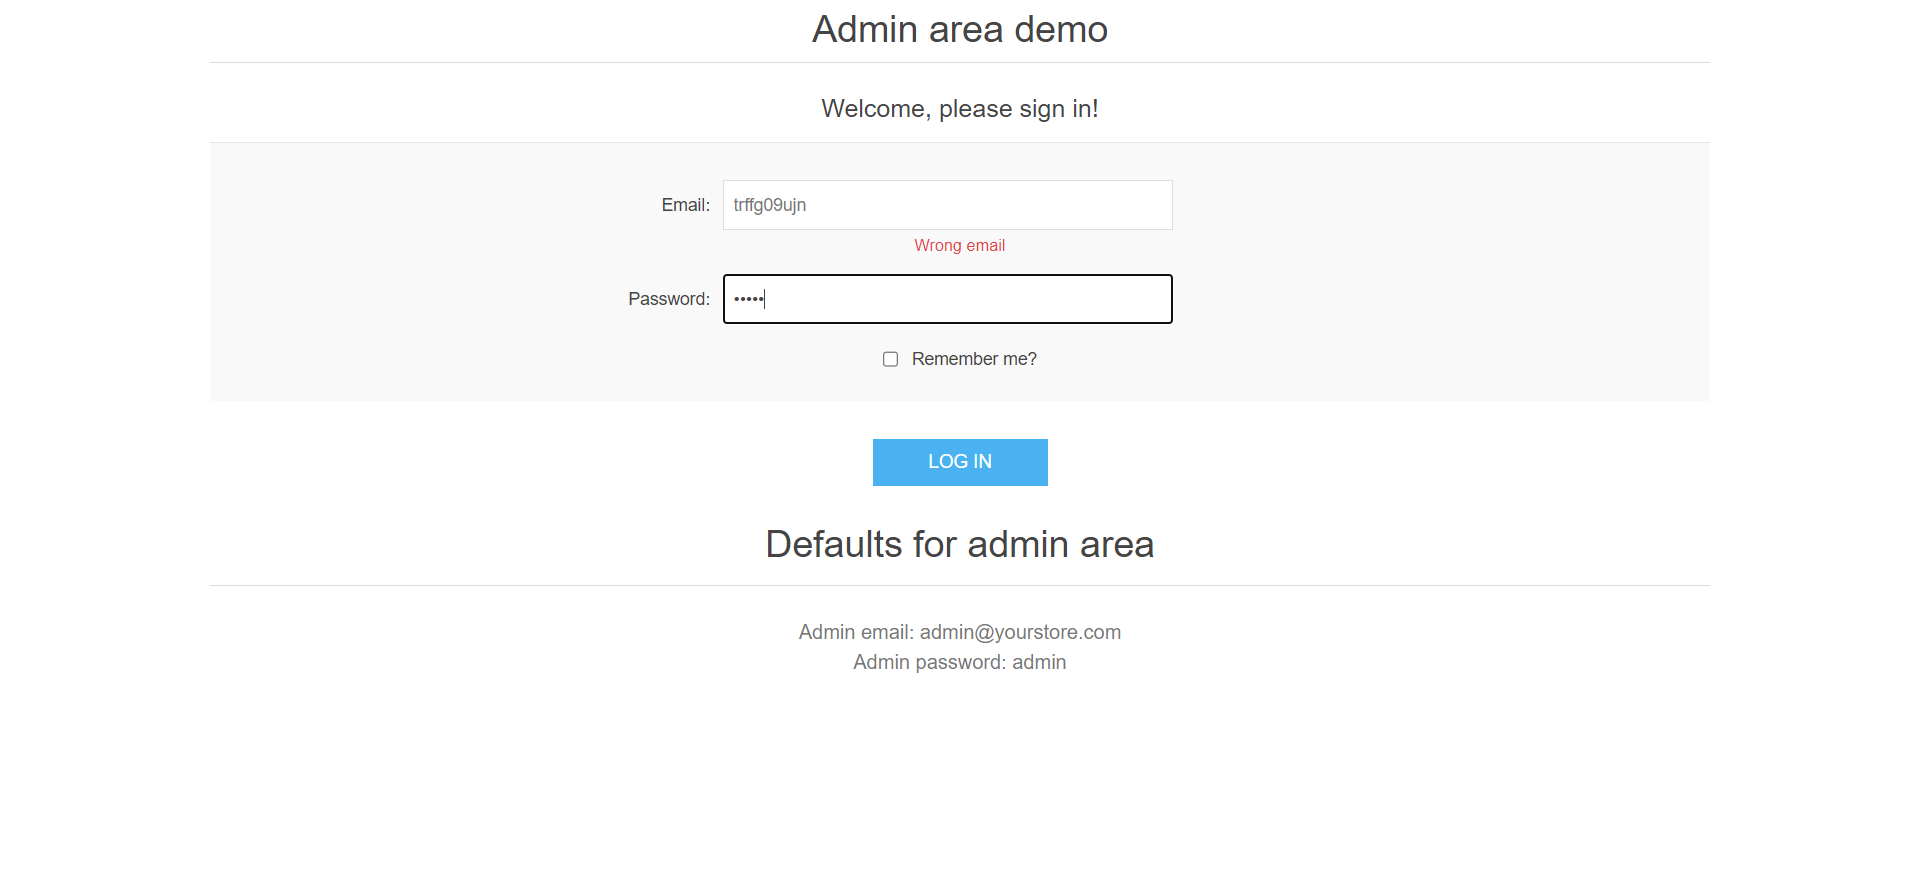 Admin area demo
Welcome, please sign in!
Email: trffg09ujn
Wrong email
Password: •••••
Remember me?
LOG IN
Defaults for admin area
Admin email: admin@yourstore.com
Admin password: admin